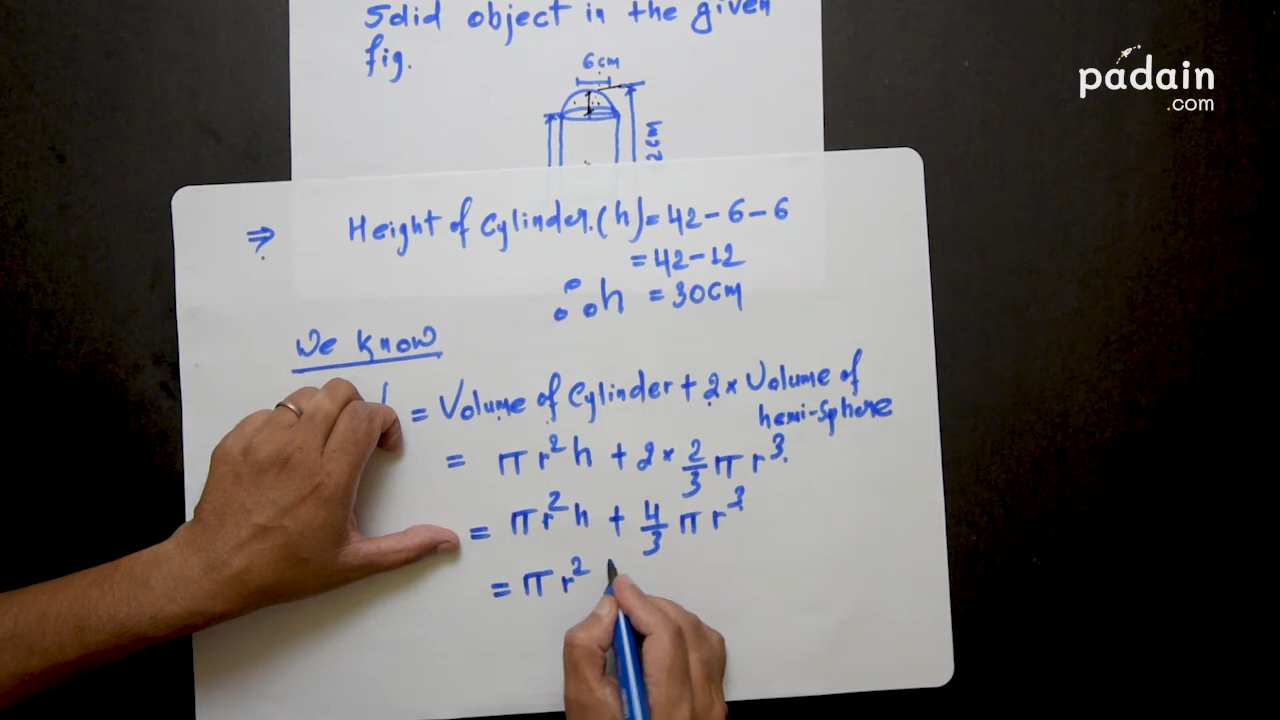 Solid object in the given
fig.
6cm
padain
.com
⇒ Height of Cylinder.(h)= 42-6-6
= 42-12
∴ h = 30cm
We know
= Volume of Cylinder + 2 × Volume of
hemi-sphere
= πr²h + 2 × 2/3 πr³.
= πr²h + 4/3 πr³
= πr²